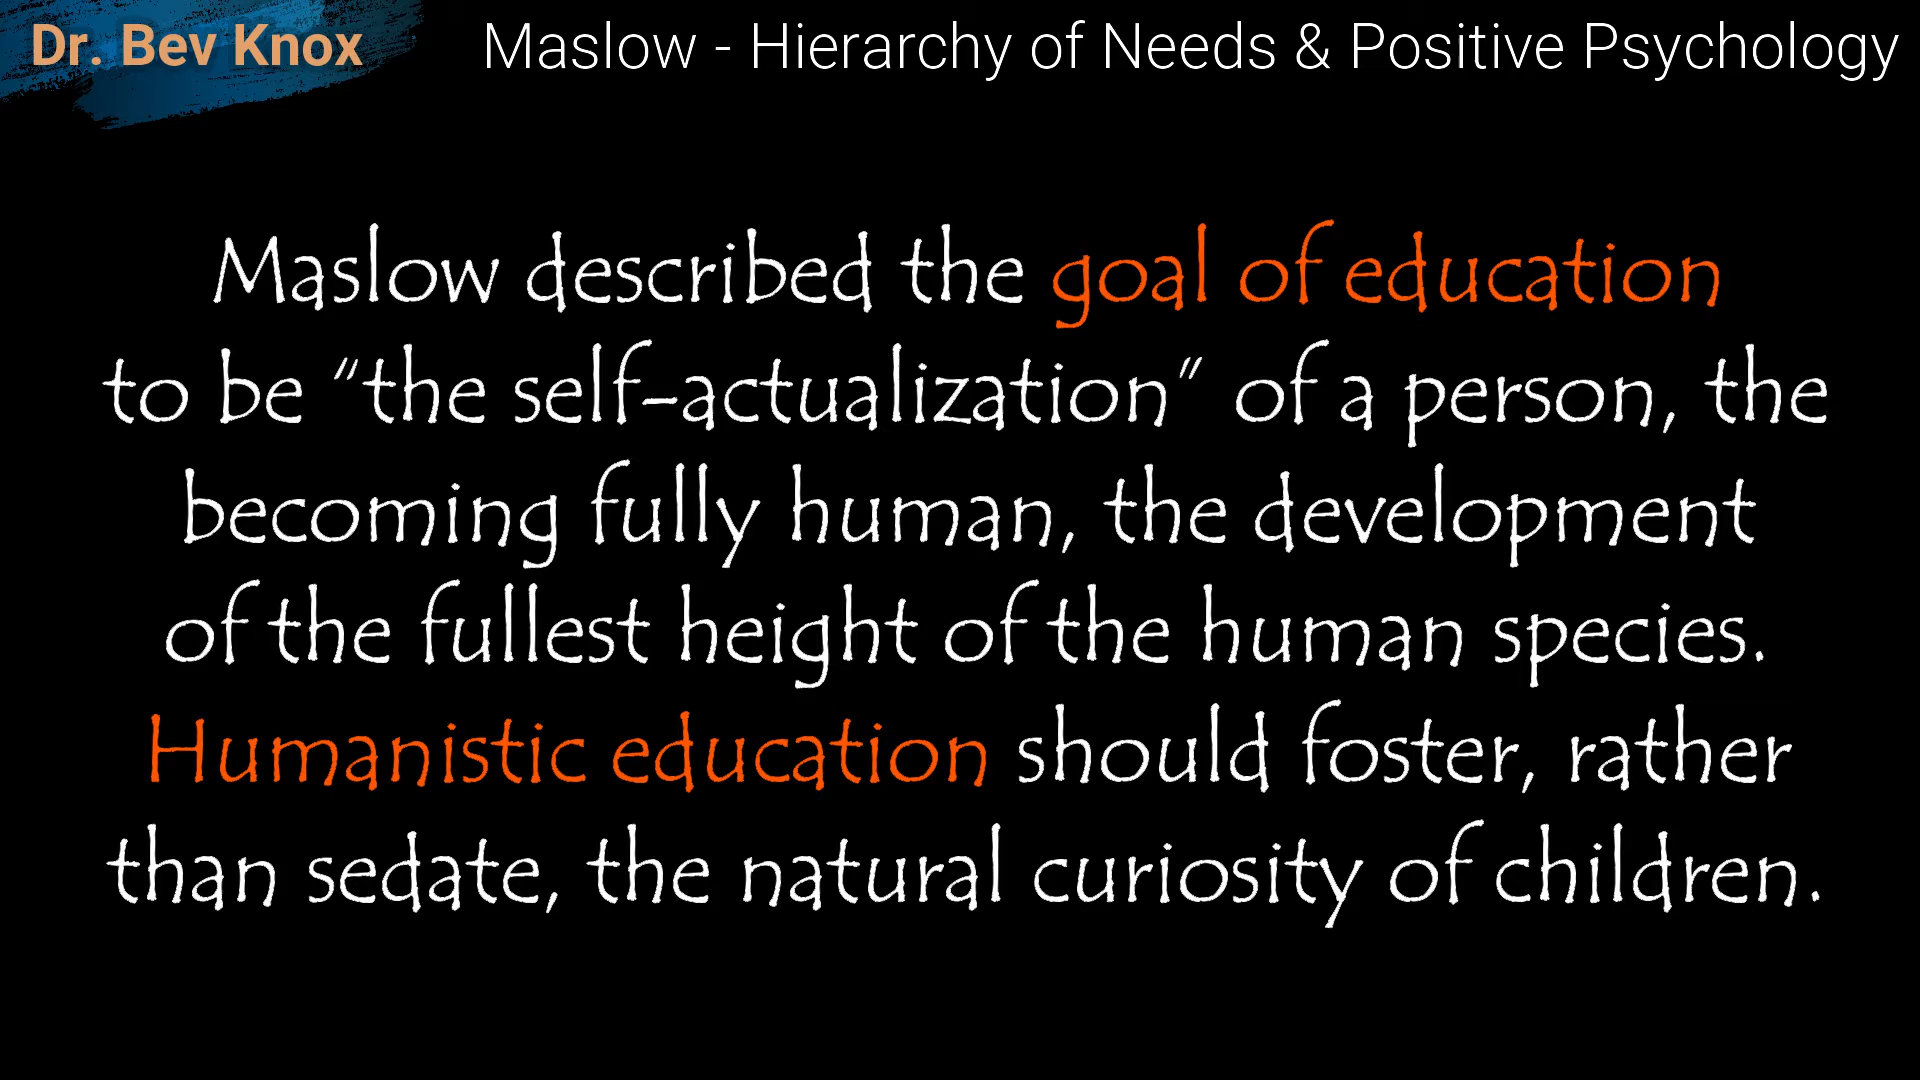 Dr. Bev Knox
Maslow - Hierarchy of Needs & Positive Psychology
Maslow described the goal of education
to be "the self-actualization" of a person, the
becoming fully human, the development
of the fullest height of the human species.
Humanistic education should foster, rather
than sedate, the natural curiosity of children.